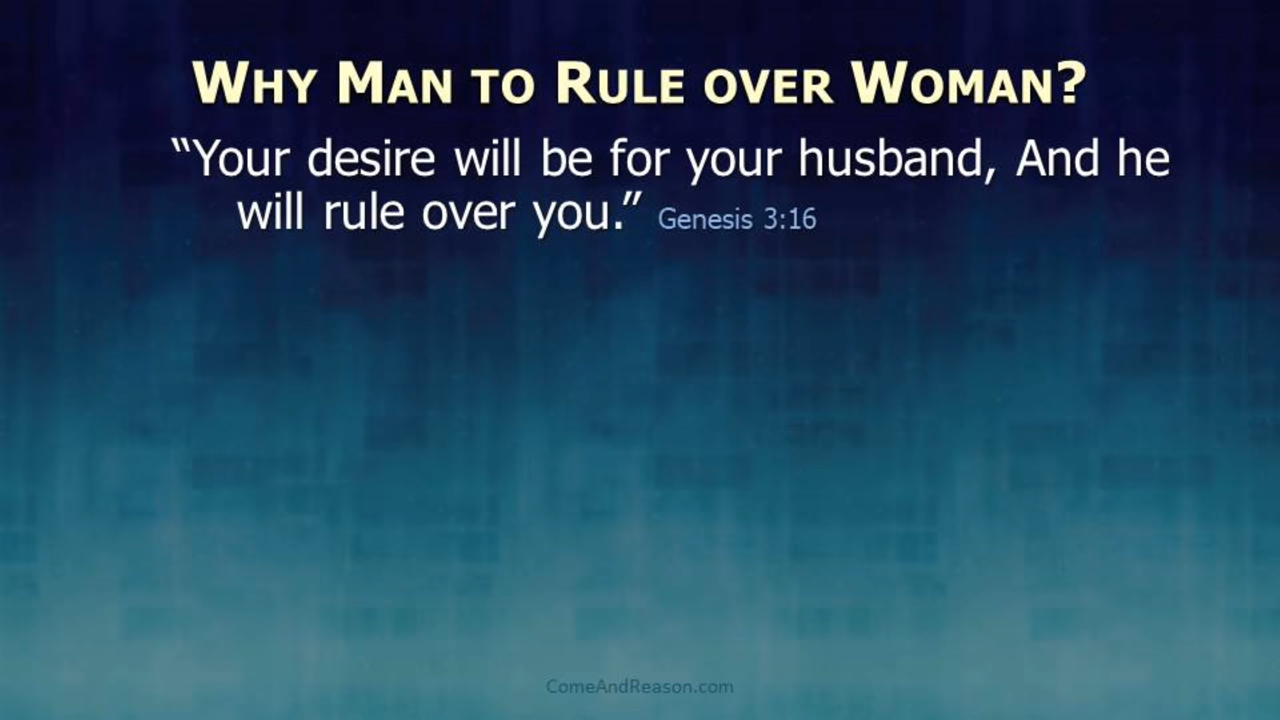 WHY MAN TO RULE OVER WOMAN?
“Your desire will be for your husband, And he
will rule over you.” Genesis 3:16
ComeAndReason.com